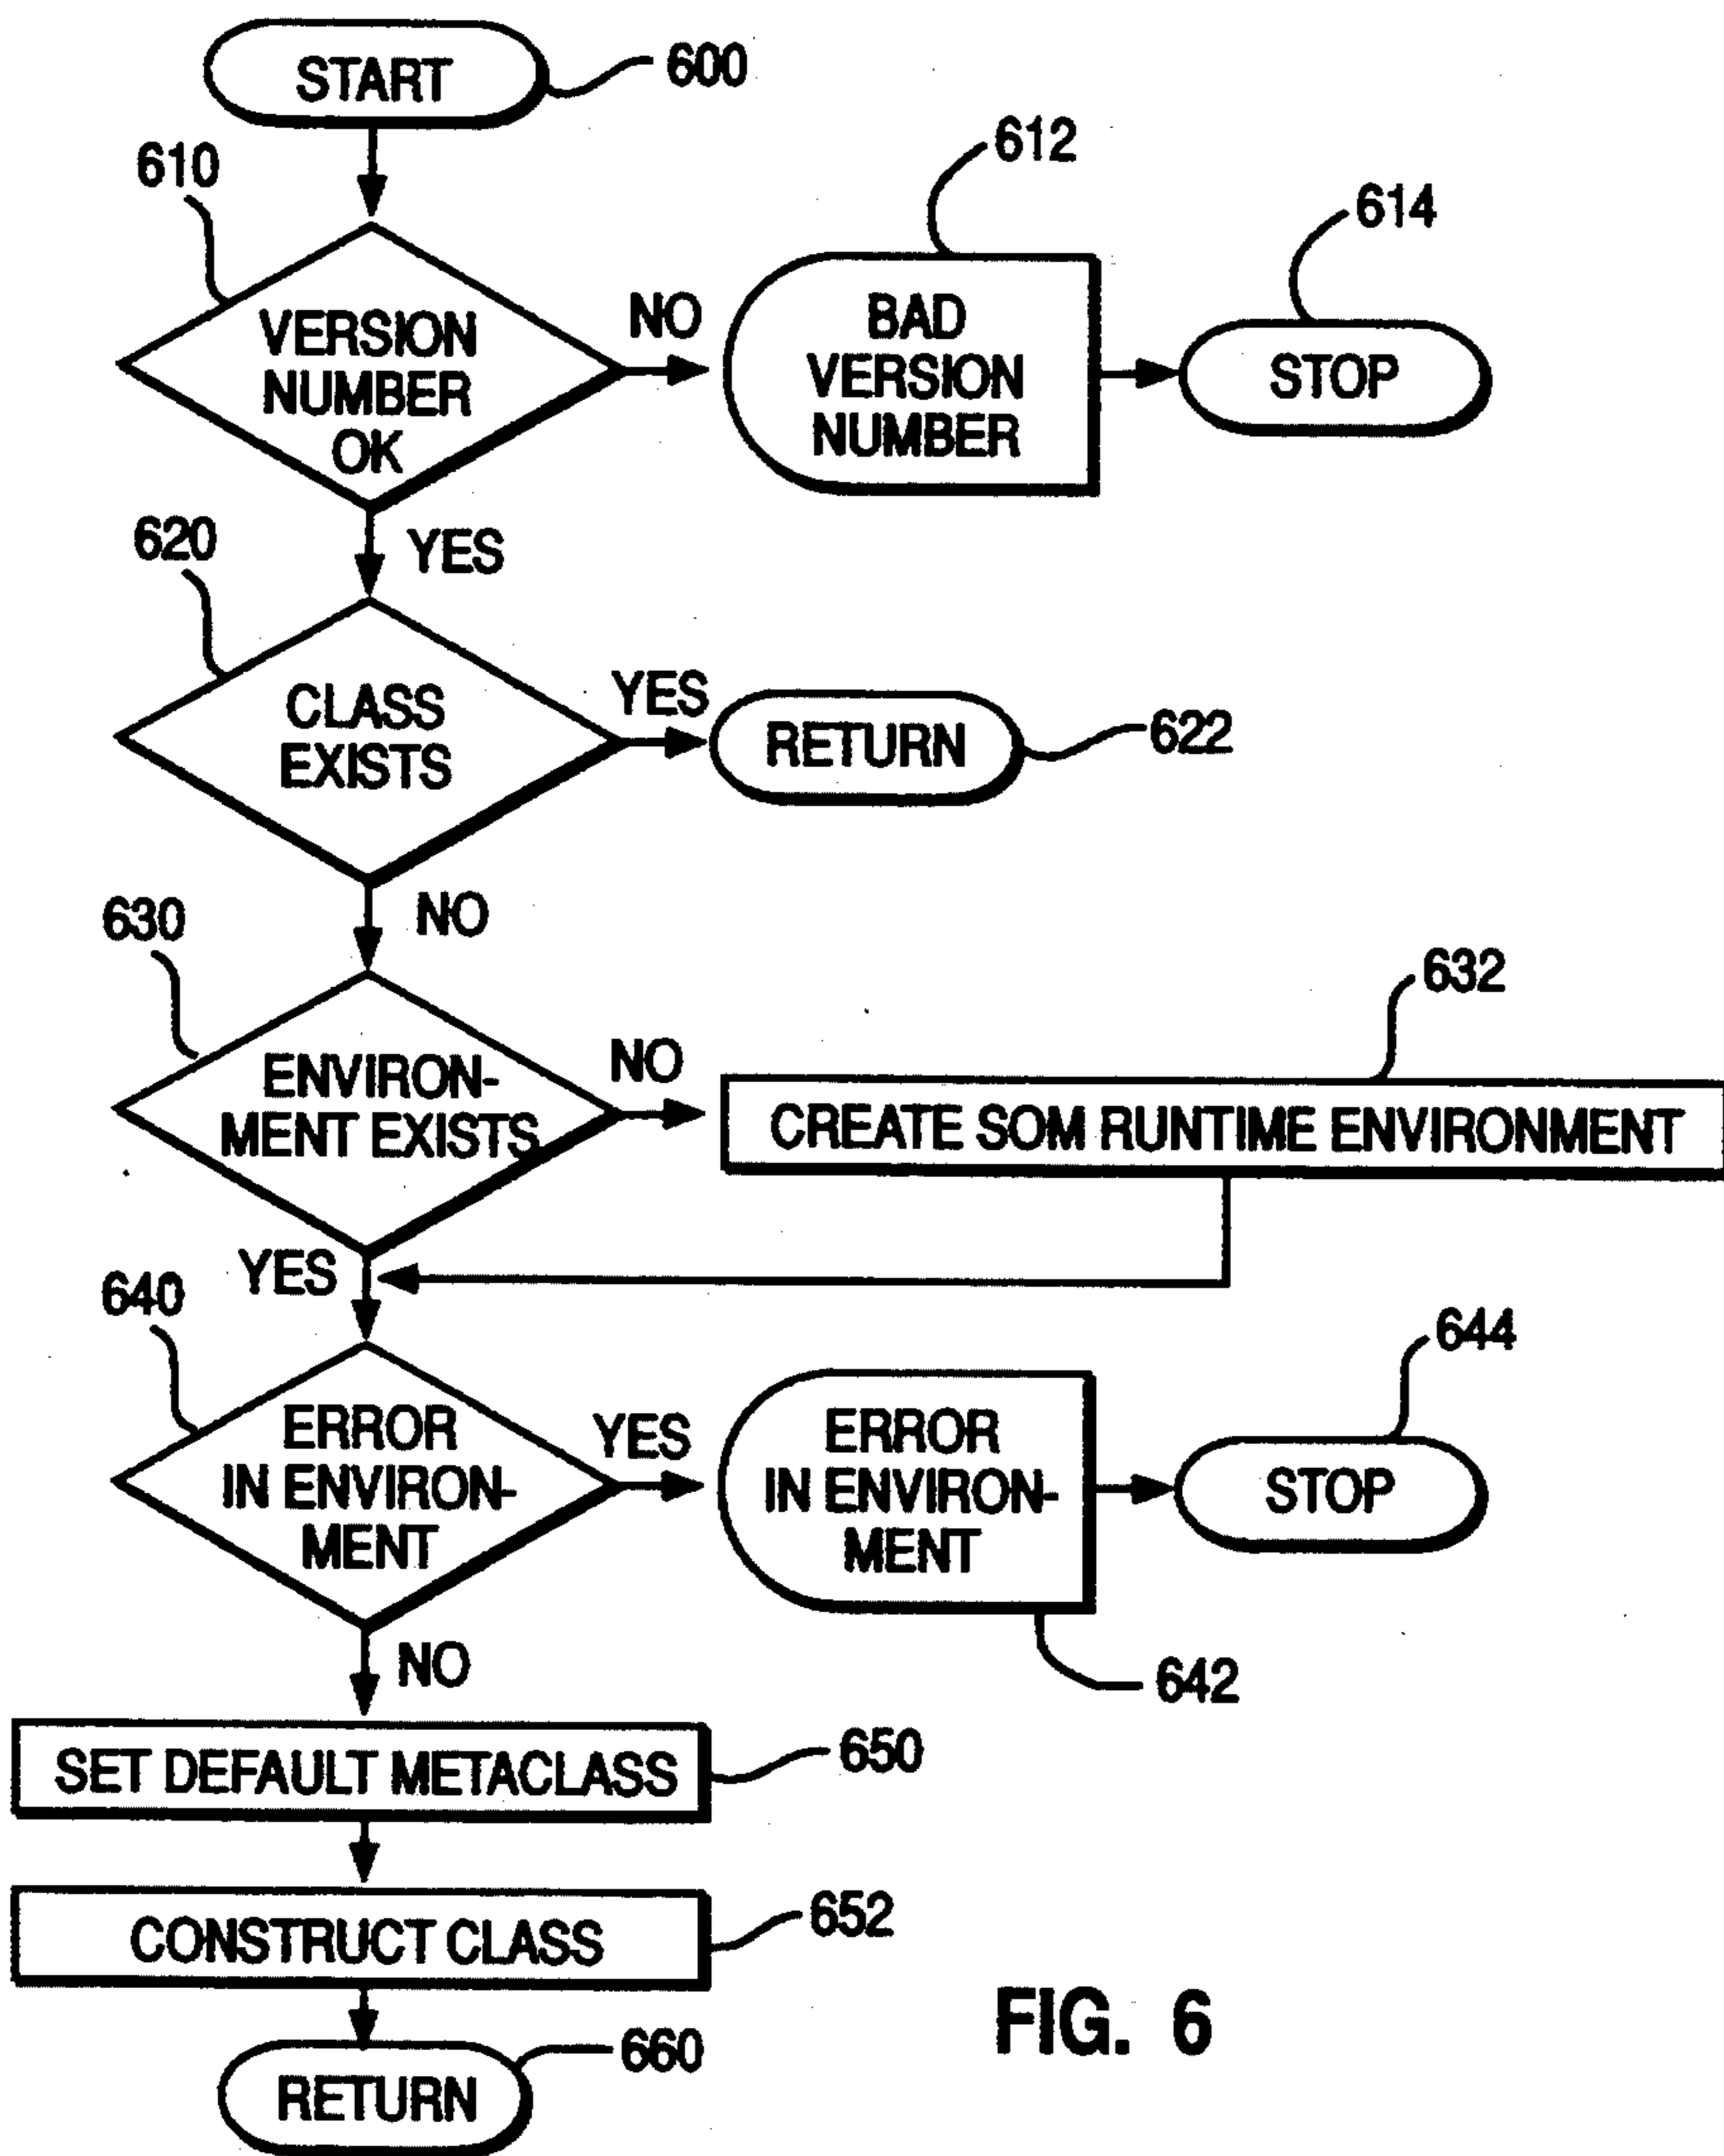 START
600
610
612
614
VERSION
NUMBER
OK
NO
BAD
VERSION
NUMBER
STOP
620
YES
CLASS
EXISTS
YES
RETURN
622
630
NO
632
ENVIRON-
MENT EXISTS
NO
CREATE SOM RUNTIME ENVIRONMENT
YES
640
644
ERROR
IN ENVIRON-
MENT
YES
ERROR
IN ENVIRON-
MENT
STOP
NO
642
SET DEFAULT METACLASS
650
CONSTRUCT CLASS
652
FIG. 6
RETURN
660